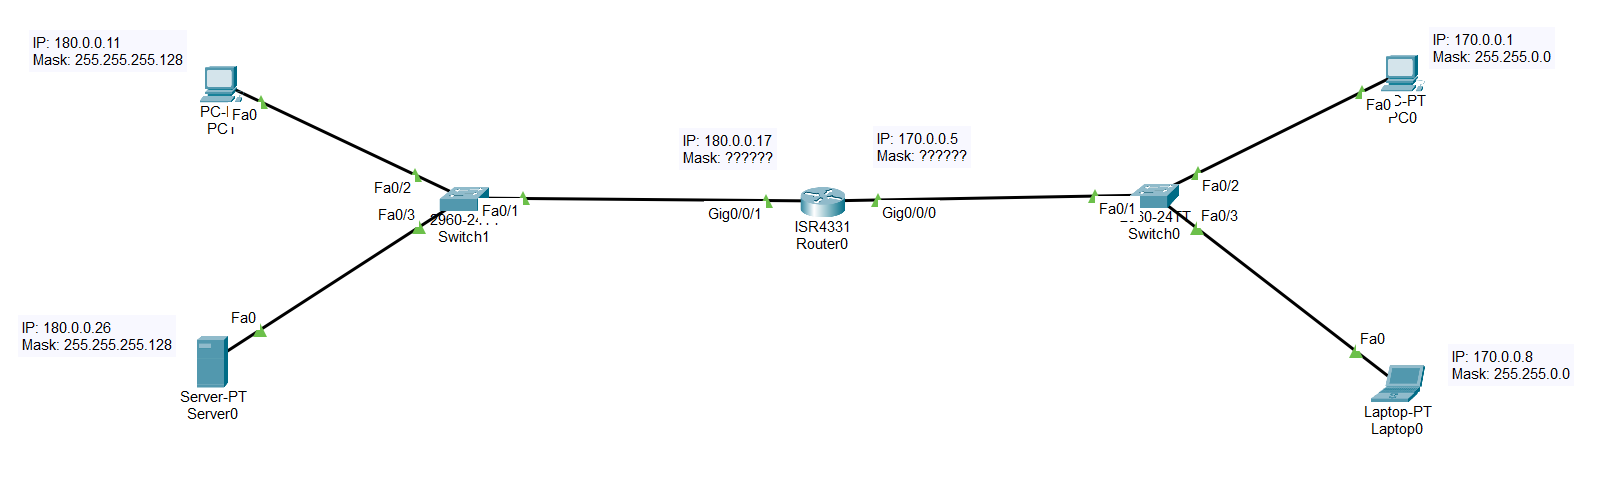 IP: 180.0.0.11
Mask: 255.255.255.128
Fa0
Fa0/2
Fa0/3
Fa0/1
Switch1
IP: 180.0.0.26
Mask: 255.255.255.128
Fa0
Server-PT
Server0
IP: 180.0.0.17
Mask: ??????
IP: 170.0.0.5
Mask: ??????
Gig0/0/1
Gig0/0/0
ISR4331
Router0
IP: 170.0.0.1
Mask: 255.255.0.0
Fa0
PC0
Fa0/2
Fa0/1
Fa0/3
Switch0
Fa0
IP: 170.0.0.8
Mask: 255.255.0.0
Laptop-PT
Laptop0